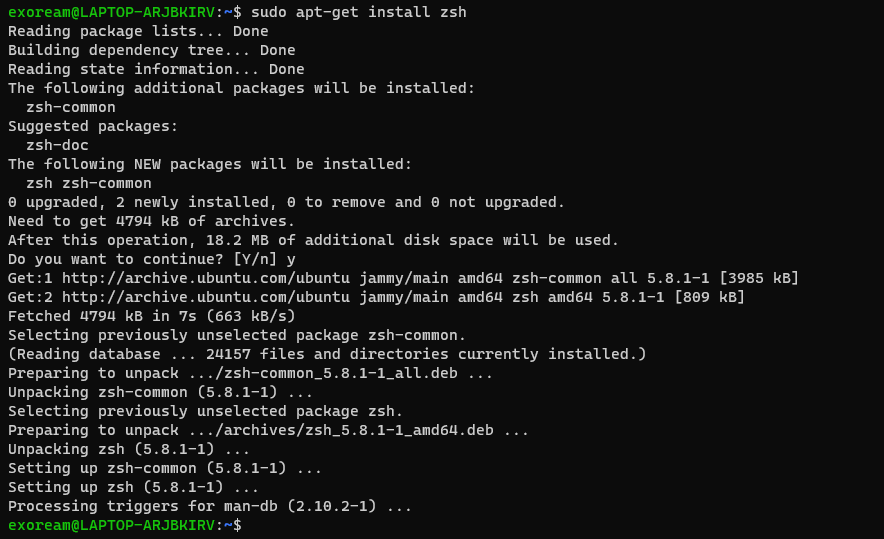 exoream@LAPTOP-ARJBKIRV:~$ sudo apt-get install zsh
Reading package lists... Done
Building dependency tree... Done
Reading state information... Done
The following additional packages will be installed:
  zsh-common
Suggested packages:
  zsh-doc
The following NEW packages will be installed:
  zsh zsh-common
0 upgraded, 2 newly installed, 0 to remove and 0 not upgraded.
Need to get 4794 kB of archives.
After this operation, 18.2 MB of additional disk space will be used.
Do you want to continue? [Y/n] y
Get:1 http://archive.ubuntu.com/ubuntu jammy/main amd64 zsh-common all 5.8.1-1 [3985 kB]
Get:2 http://archive.ubuntu.com/ubuntu jammy/main amd64 zsh amd64 5.8.1-1 [809 kB]
Fetched 4794 kB in 7s (663 kB/s)
Selecting previously unselected package zsh-common.
(Reading database ... 24157 files and directories currently installed.)
Preparing to unpack .../zsh-common_5.8.1-1_all.deb ...
Unpacking zsh-common (5.8.1-1) ...
Selecting previously unselected package zsh.
Preparing to unpack .../archives/zsh_5.8.1-1_amd64.deb ...
Unpacking zsh (5.8.1-1) ...
Setting up zsh-common (5.8.1-1) ...
Setting up zsh (5.8.1-1) ...
Processing triggers for man-db (2.10.2-1) ...
exoream@LAPTOP-ARJBKIRV:~$